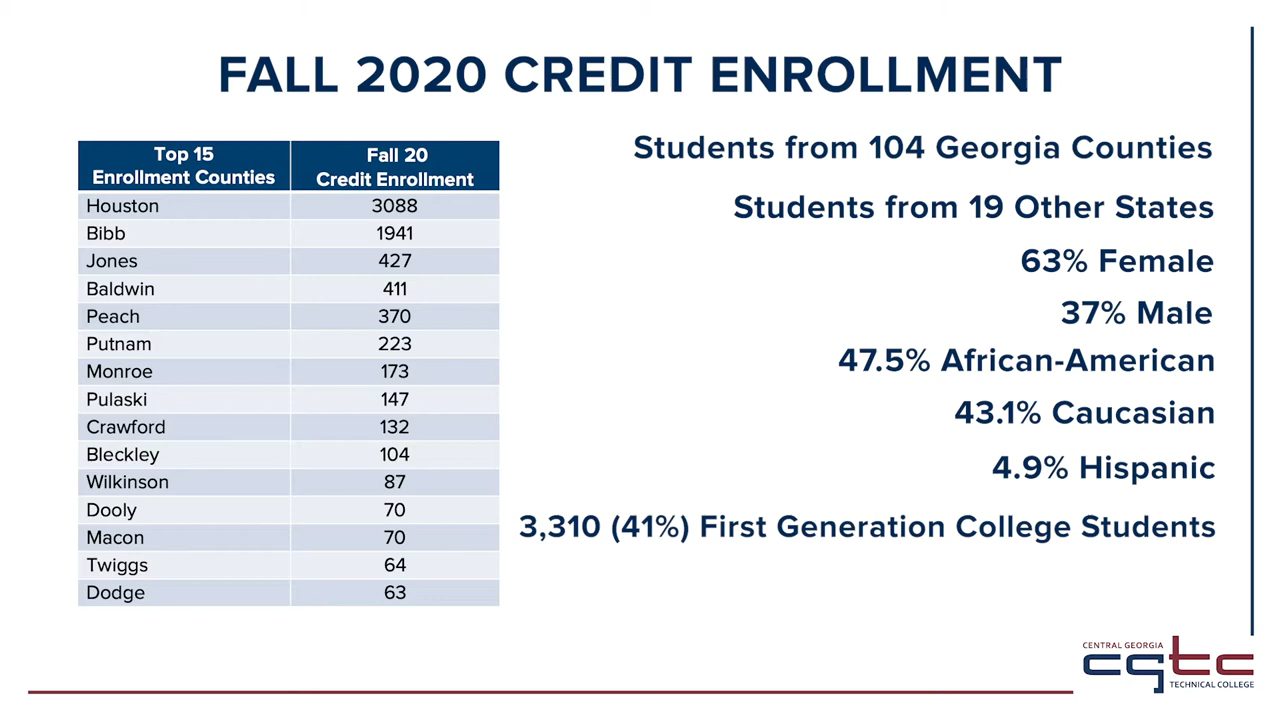 FALL 2020 CREDIT ENROLLMENT
Top 15 Enrollment Counties Fall 20 Credit Enrollment
Houston 3088
Bibb 1941
Jones 427
Baldwin 411
Peach 370
Putnam 223
Monroe 173
Pulaski 147
Crawford 132
Bleckley 104
Wilkinson 87
Dooly 70
Macon 70
Twiggs 64
Dodge 63
Students from 104 Georgia Counties
Students from 19 Other States
63% Female
37% Male
47.5% African-American
43.1% Caucasian
4.9% Hispanic
3,310 (41%) First Generation College Students
CENTRAL GEORGIA
cgtc
TECHNICAL COLLEGE